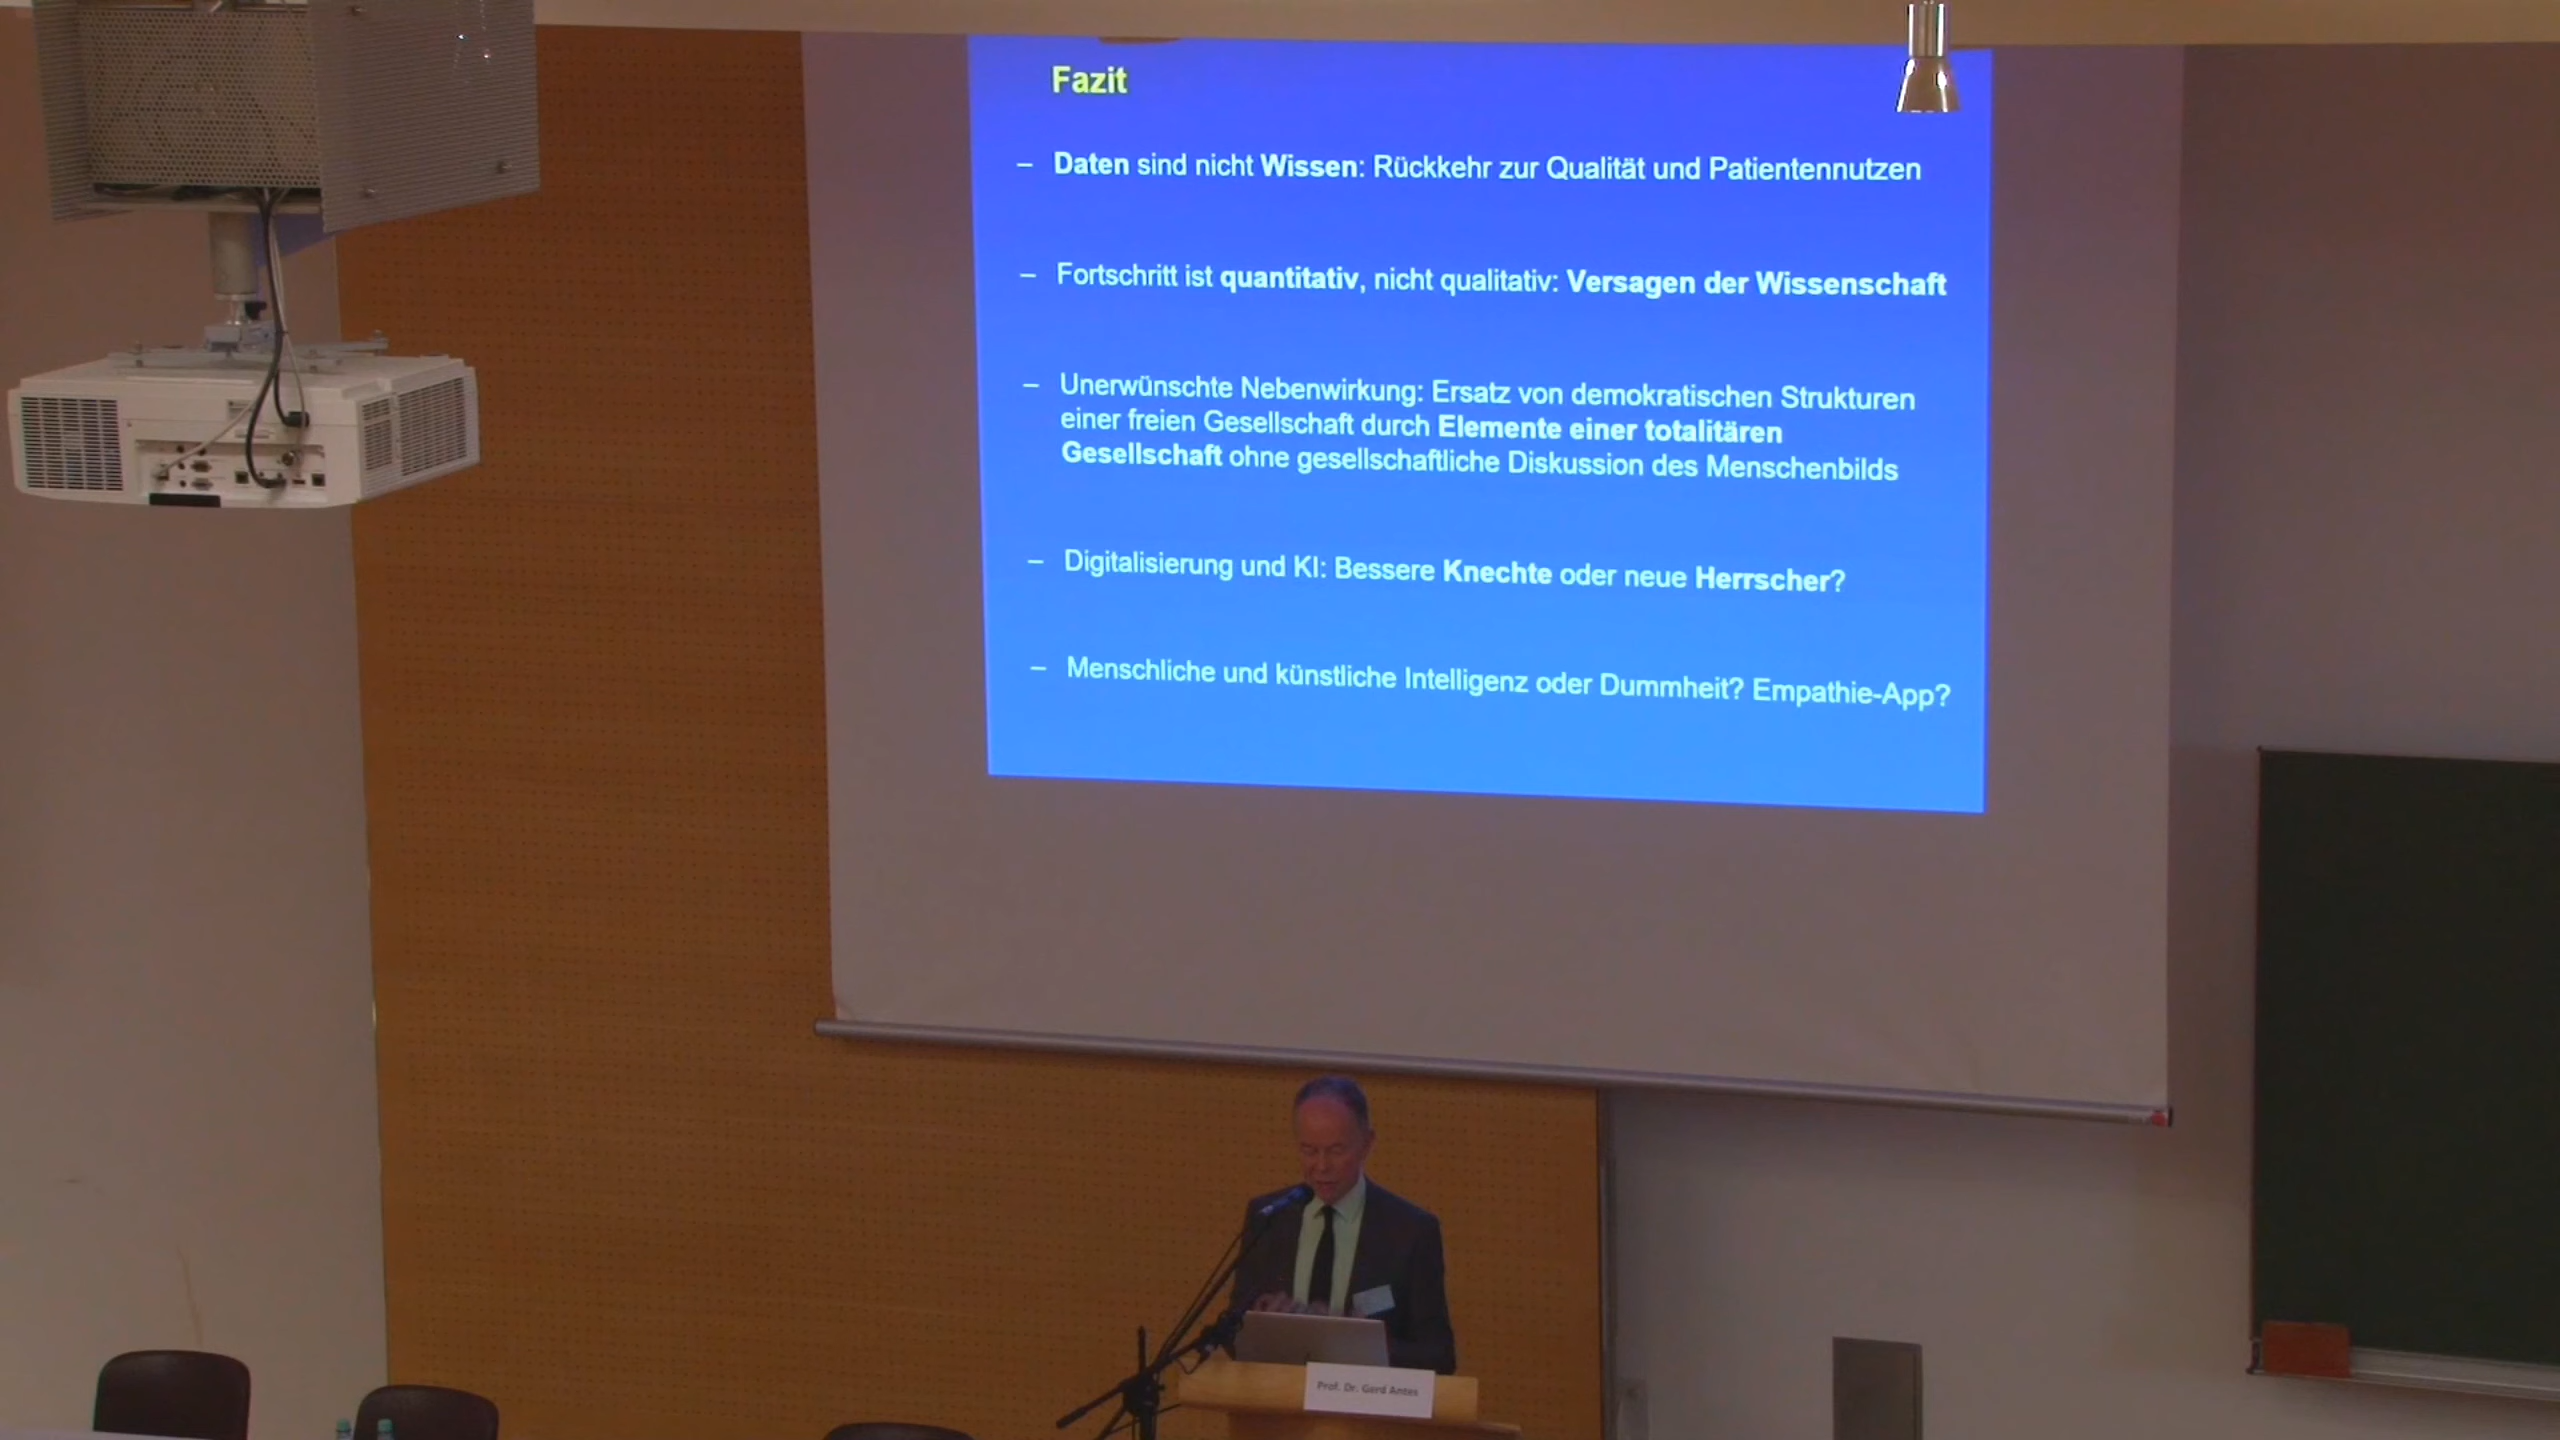 Fazit
– Daten sind nicht Wissen: Rückkehr zur Qualität und Patientennutzen
– Fortschritt ist quantitativ, nicht qualitativ: Versagen der Wissenschaft
– Unerwünschte Nebenwirkung: Ersatz von demokratischen Strukturen
einer freien Gesellschaft durch Elemente einer totalitären
Gesellschaft ohne gesellschaftliche Diskussion des Menschenbilds
– Digitalisierung und KI: Bessere Knechte oder neue Herrscher?
– Menschliche und künstliche Intelligenz oder Dummheit? Empathie-App?
Prof. Dr. Gerd Antes